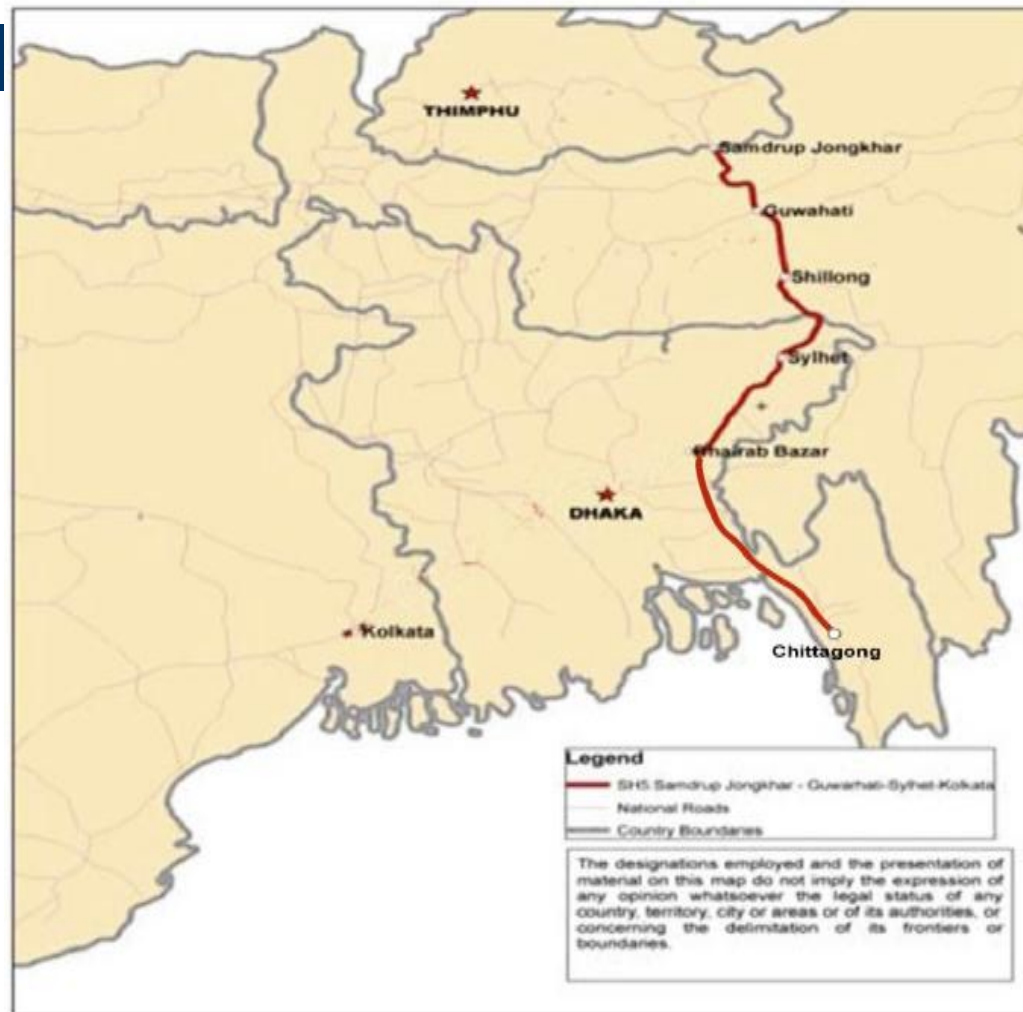 THIMPHU
Samdrup Jongkhar
Guwahati
Shillong
Sylhet
Bhairab Bazar
DHAKA
Kolkata
Chittagong
Legend
SH5:Samdrup Jongkhar - Guwarhati-Sylhet-Kolkata
National Roads
Country Boundaries
The designations employed and the presentation of
material on this map do not imply the expression of
any opinion whatsoever the legal status of any
country, territory, city or areas or of its authorities, or
concerning the delimitation of its frontiers or
boundaries.